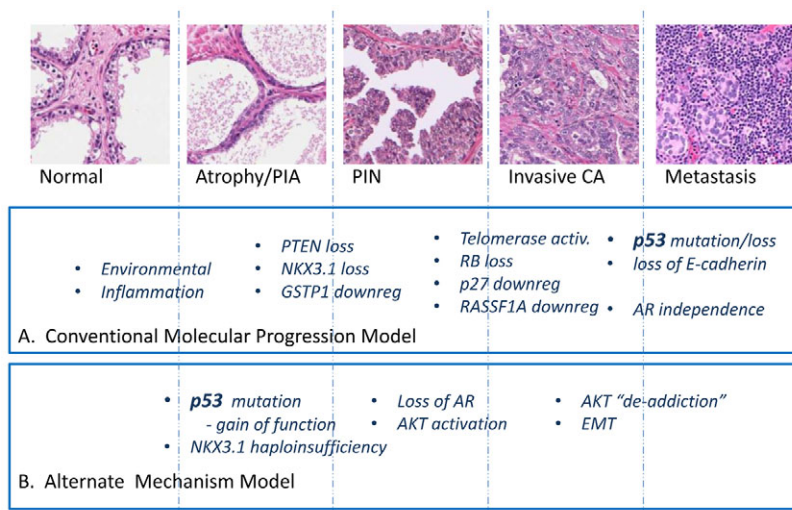 Normal
Atrophy/PIA
PIN
Invasive CA
Metastasis
• Environmental
• Inflammation
• PTEN loss
• NKX3.1 loss
• GSTP1 downreg
• Telomerase activ.
• RB loss
• p27 downreg
• RASSF1A downreg
• p53 mutation/loss
• loss of E-cadherin
• AR independence
A. Conventional Molecular Progression Model
• p53 mutation
- gain of function
• NKX3.1 haploinsufficiency
• Loss of AR
• AKT activation
• AKT “de-addiction”
• EMT
B. Alternate Mechanism Model